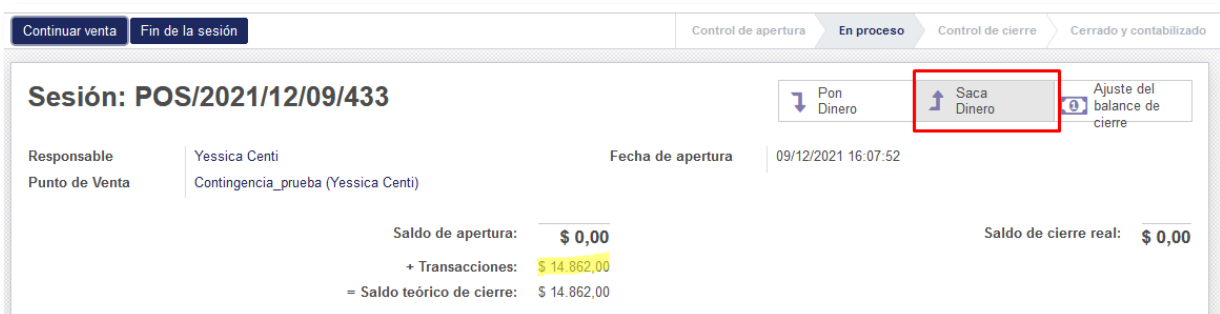 Continuar venta Fin de la sesión Control de apertura En proceso Control de cierre Cerrado y contabilizado
Sesión: POS/2021/12/09/433
Pon
Dinero
Saca
Dinero
Ajuste del
balance de
cierre
Responsable Yessica Centi Fecha de apertura 09/12/2021 16:07:52
Punto de Venta Contingencia_prueba (Yessica Centi)
Saldo de apertura: $ 0,00 Saldo de cierre real: $ 0,00
+ Transacciones: $ 14.862,00
= Saldo teórico de cierre: $ 14.862,00